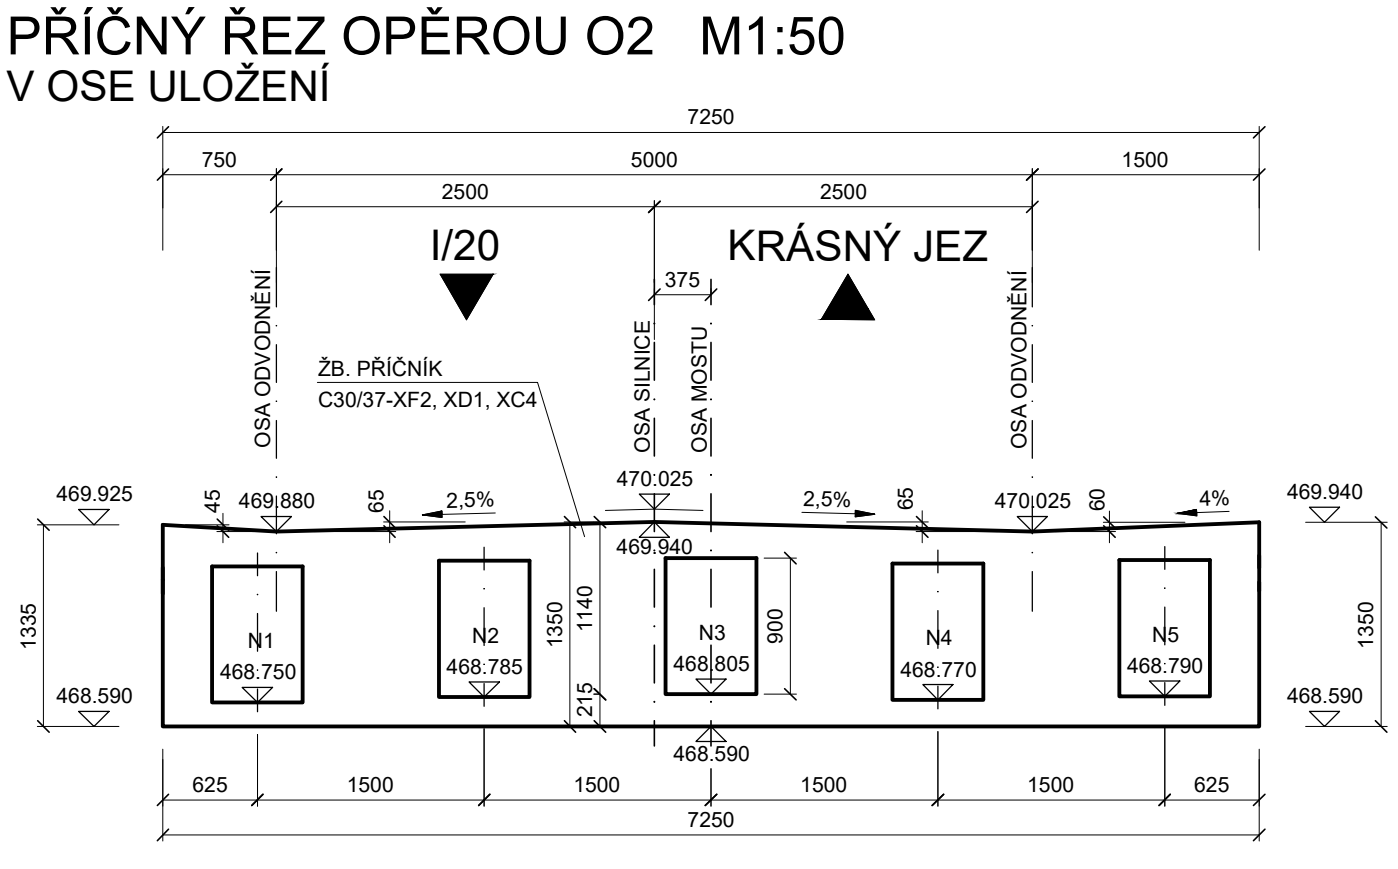 PŘÍČNÝ ŘEZ OPĚROU O2 M1:50
V OSE ULOŽENÍ
7250
750 5000 1500
2500 2500
I/20 KRÁSNÝ JEZ
375
OSA ODVODNĚNÍ
OSA SILNICE
OSA MOSTU
OSA ODVODNĚNÍ
ŽB. PŘÍČNÍK
C30/37-XF2, XD1, XC4
469.925 45 469.880 65 2,5% 470.025 2,5% 65 470.025 60 4% 469.940
469.940
1335 1350 1140 900 1350
N1 N2 N3 N4 N5
468.750 468.785 468.805 468.770 468.790
468.590 215 468.590
468.590
625 1500 1500 1500 1500 625
7250